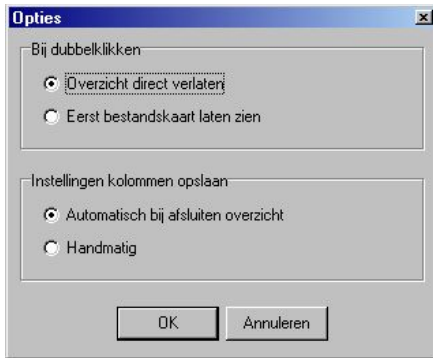 Opties
Bij dubbelklikken
Overzicht direct verlaten
Eerst bestandskaart laten zien
Instellingen kolommen opslaan
Automatisch bij afsluiten overzicht
Handmatig
OK
Annuleren